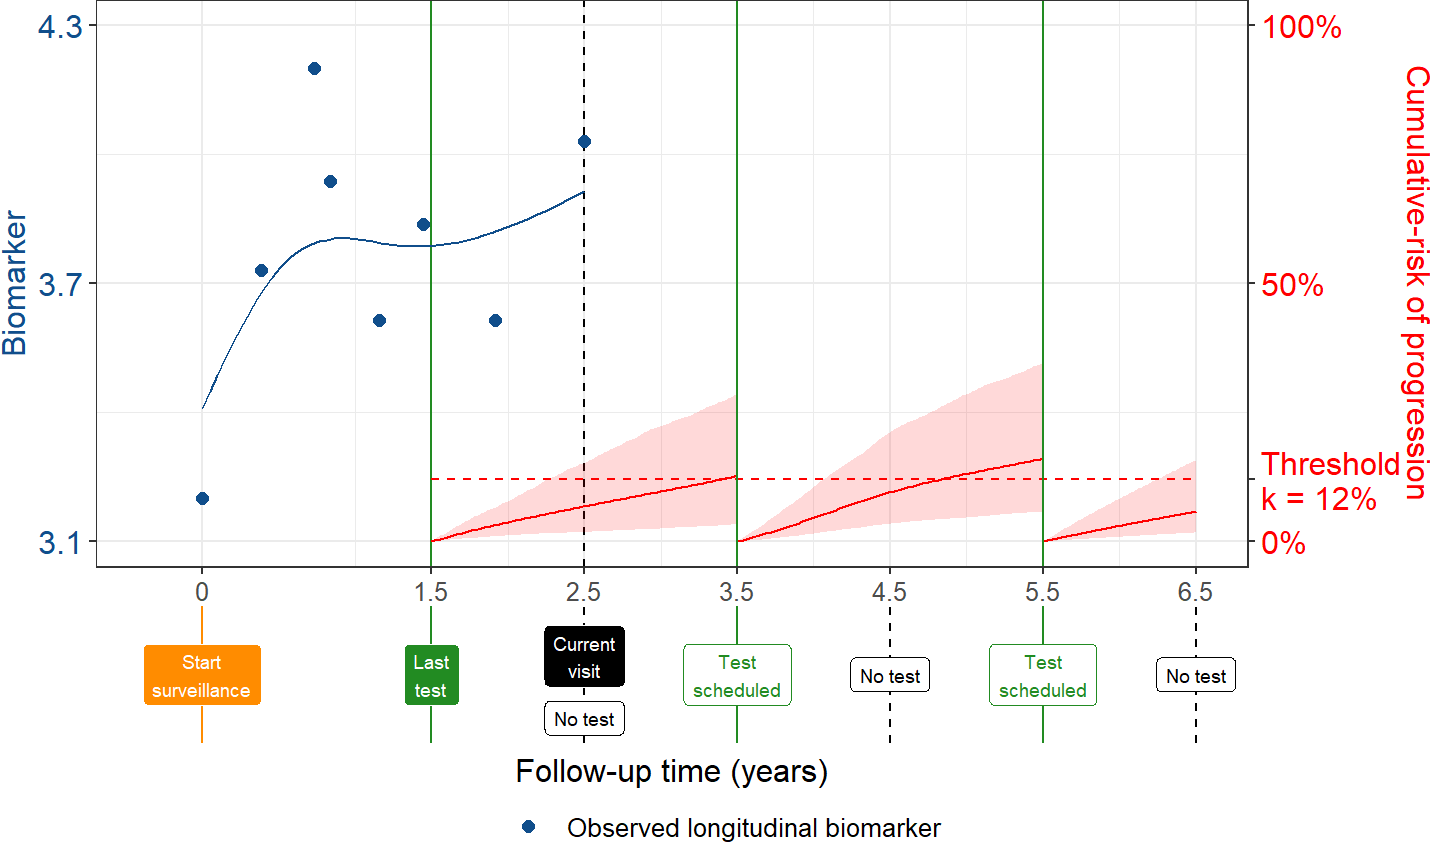 4.3
3.7
3.1
Biomarker
100%
50%
Threshold
k = 12%
0%
Cumulative-risk of progression
0
1.5
2.5
3.5
4.5
5.5
6.5
Start
surveillance
Last
test
Current
visit
No test
Test
scheduled
No test
Test
scheduled
No test
Follow-up time (years)
Observed longitudinal biomarker